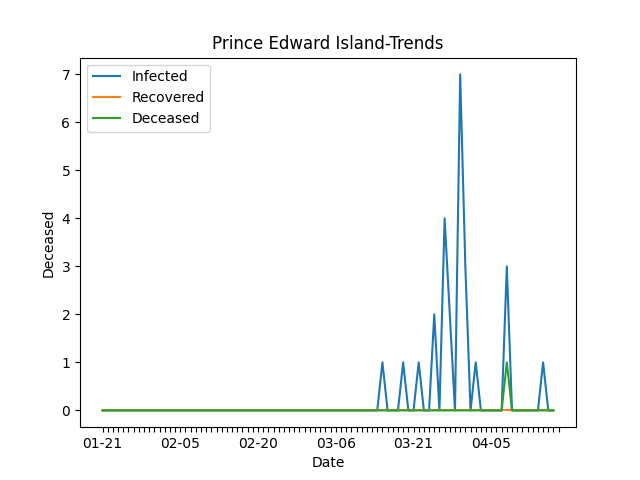 Prince Edward Island-Trends
Infected
Recovered
Deceased
7
6
5
4
3
2
1
0
Deceased
01-21 02-05 02-20 03-06 03-21 04-05
Date